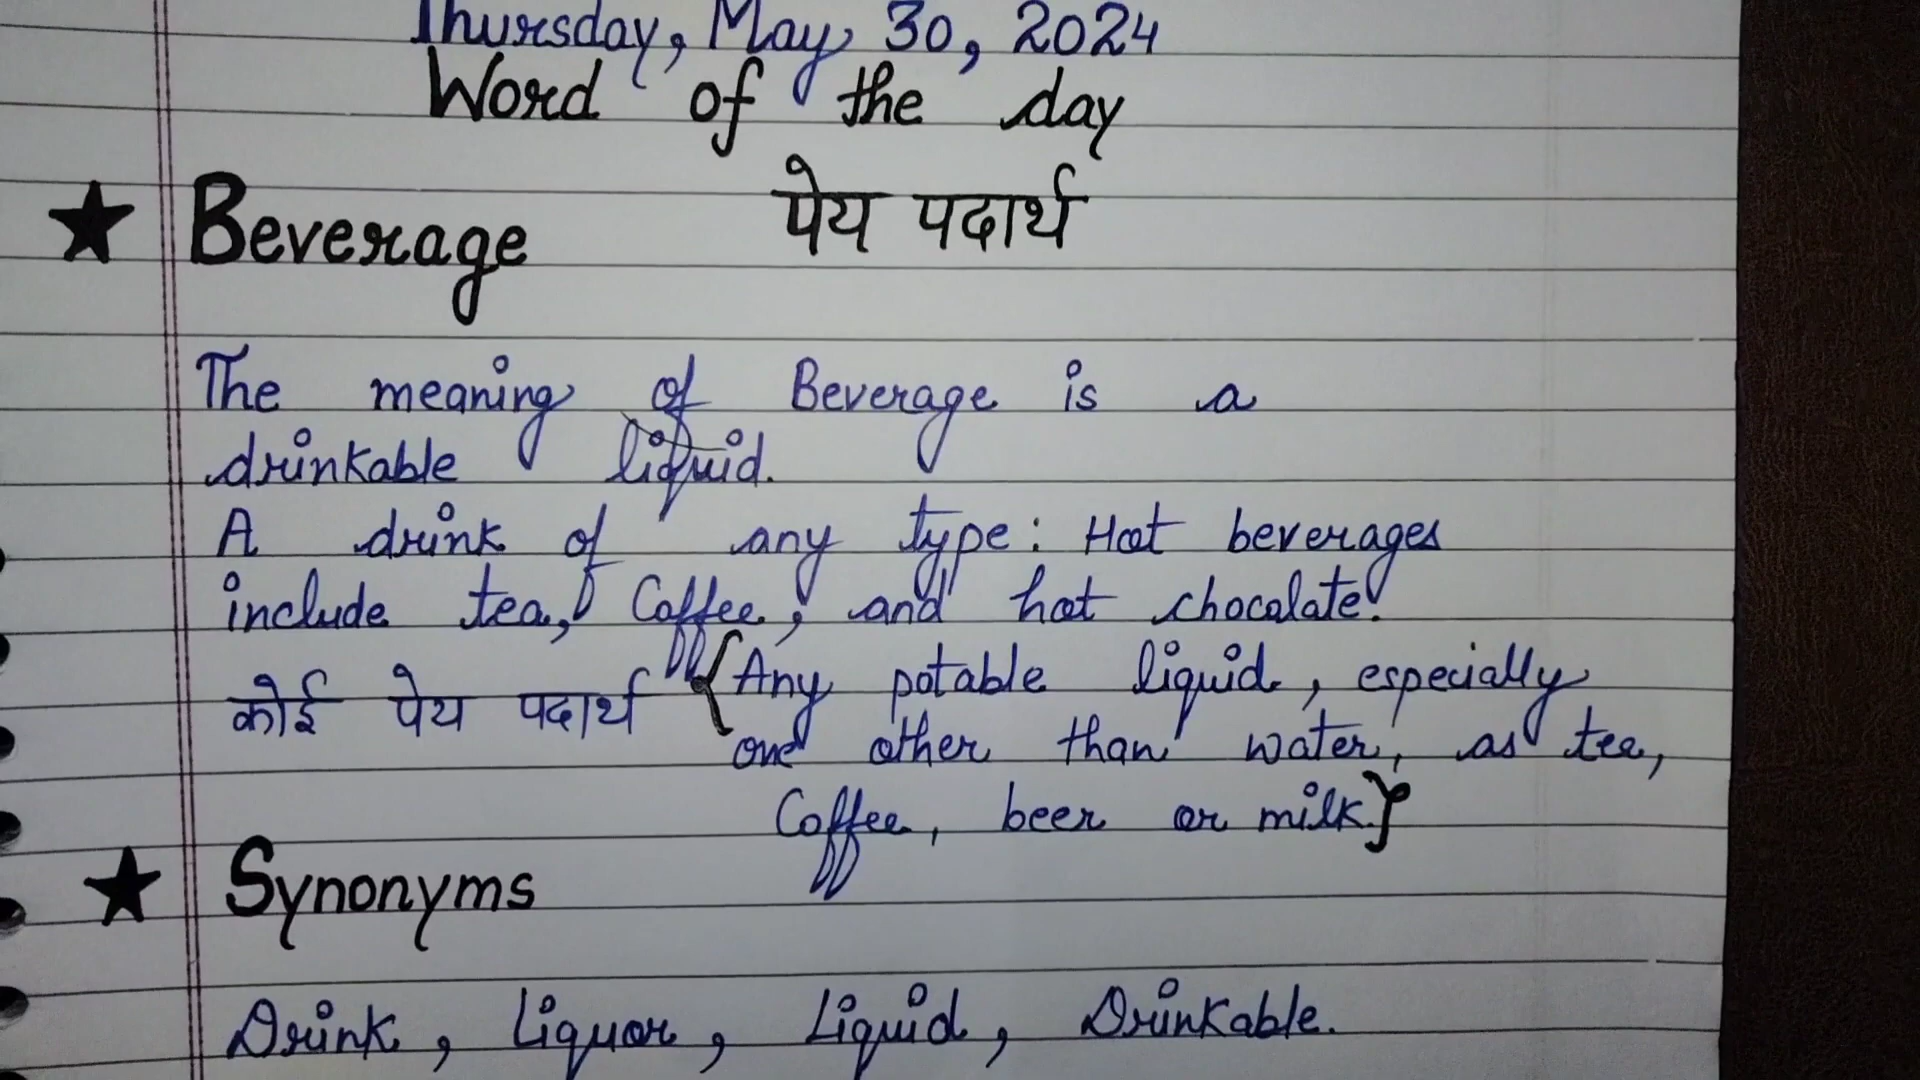 Thursday, May 30, 2024
Word of the day
★ Beverage पेय पदार्थ
The meaning of Beverage is a
drinkable liquid.
A drink of any type: Hot beverages
include tea, Coffee, and hot chocolate.
कोई पेय पदार्थ {Any potable liquid, especially
one other than water, as tea,
Coffee, beer or milk.}
★ Synonyms
Drink, Liquor, Liquid, Drinkable.